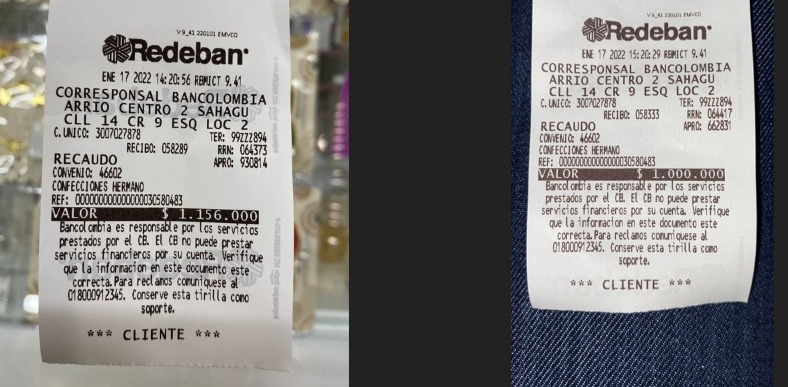 V9_41 220101 EMVCO
Redeban
ENE 17 2022 14:20:56 RBMICT 9.41
CORRESPONSAL BANCOLOMBIA
ARRIO CENTRO 2 SAHAGU
CLL 14 CR 9 ESQ LOC 2
C.UNICO: 3007027878 TER: 99ZZZ894
RECIBO: 058289 RRN: 064373
RECAUDO APRO: 930814
CONVENIO: 46602
CONFECCIONES HERMANO
REF: 000000000000000030580483
VALOR $ 1.156.000
Bancolombia es responsable por los servicios
prestados por el CB. El CB no puede prestar
servicios financieros por su cuenta. Verifique
que la informacion en este documento este
correcta. Para reclamos comuniquese al
018000912345. Conserve esta tirilla como
soporte.
*** CLIENTE ***
V9_41 220101 EMVCO
Redeban
ENE 17 2022 15:20:29 RBMICT 9.41
CORRESPONSAL BANCOLOMBIA
ARRIO CENTRO 2 SAHAGU
CLL 14 CR 9 ESQ LOC 2
C.UNICO: 3007027878 TER: 99ZZZ894
RECIBO: 058333 RRN: 064417
RECAUDO APRO: 662831
CONVENIO: 46602
CONFECCIONES HERMANO
REF: 000000000000000030580483
VALOR $ 1.000.000
Bancolombia es responsable por los servicios
prestados por el CB. El CB no puede prestar
servicios financieros por su cuenta. Verifique
que la informacion en este documento este
correcta. Para reclamos comuniquese al
018000912345. Conserve esta tirilla como
soporte.
*** CLIENTE ***